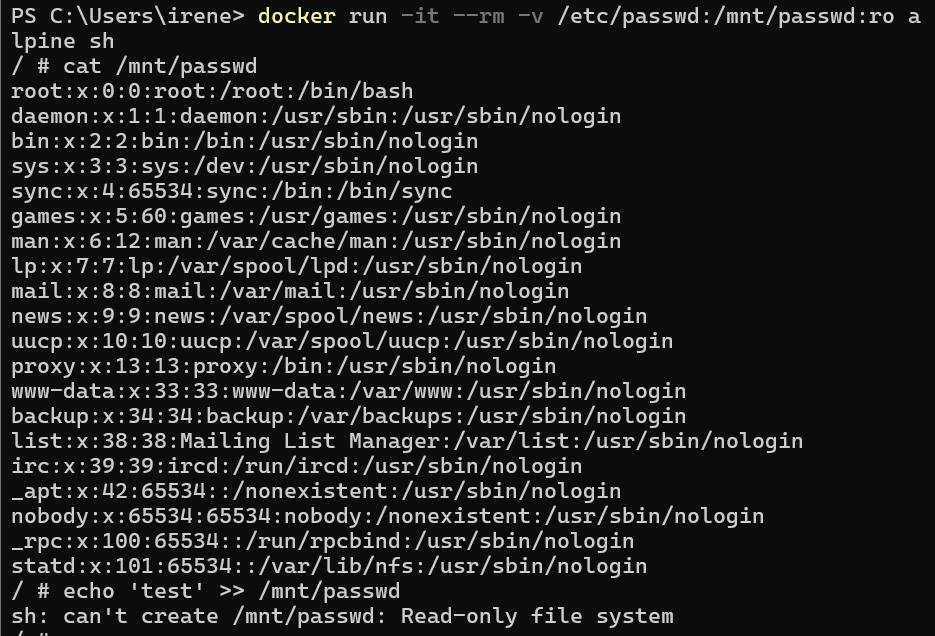 PS C:\Users\irene> docker run -it --rm -v /etc/passwd:/mnt/passwd:ro a
lpine sh
/ # cat /mnt/passwd
root:x:0:0:root:/root:/bin/bash
daemon:x:1:1:daemon:/usr/sbin:/usr/sbin/nologin
bin:x:2:2:bin:/bin:/usr/sbin/nologin
sys:x:3:3:sys:/dev:/usr/sbin/nologin
sync:x:4:65534:sync:/bin:/bin/sync
games:x:5:60:games:/usr/games:/usr/sbin/nologin
man:x:6:12:man:/var/cache/man:/usr/sbin/nologin
lp:x:7:7:lp:/var/spool/lpd:/usr/sbin/nologin
mail:x:8:8:mail:/var/mail:/usr/sbin/nologin
news:x:9:9:news:/var/spool/news:/usr/sbin/nologin
uucp:x:10:10:uucp:/var/spool/uucp:/usr/sbin/nologin
proxy:x:13:13:proxy:/bin:/usr/sbin/nologin
www-data:x:33:33:www-data:/var/www:/usr/sbin/nologin
backup:x:34:34:backup:/var/backups:/usr/sbin/nologin
list:x:38:38:Mailing List Manager:/var/list:/usr/sbin/nologin
irc:x:39:39:ircd:/run/ircd:/usr/sbin/nologin
_apt:x:42:65534::/nonexistent:/usr/sbin/nologin
nobody:x:65534:65534:nobody:/nonexistent:/usr/sbin/nologin
_rpc:x:100:65534::/run/rpcbind:/usr/sbin/nologin
statd:x:101:65534::/var/lib/nfs:/usr/sbin/nologin
/ # echo 'test' >> /mnt/passwd
sh: can't create /mnt/passwd: Read-only file system
/ #